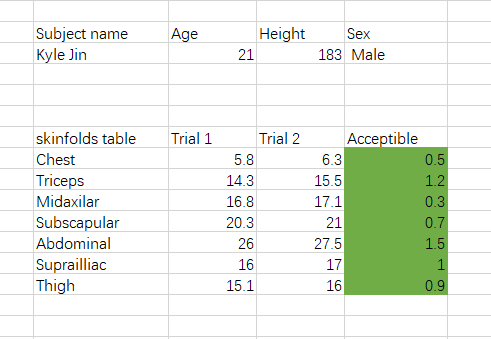 Subject name Age Height Sex
Kyle Jin 21 183 Male
skinfolds table Trial 1 Trial 2 Acceptible
Chest 5.8 6.3 0.5
Triceps 14.3 15.5 1.2
Midaxilar 16.8 17.1 0.3
Subscapular 20.3 21 0.7
Abdominal 26 27.5 1.5
Suprailliac 16 17 1
Thigh 15.1 16 0.9